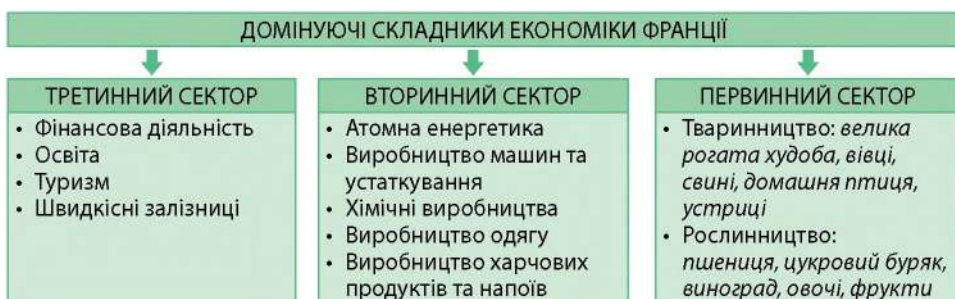 ДОМІНУЮЧІ СКЛАДНИКИ ЕКОНОМІКИ ФРАНЦІЇ
ТРЕТИННИЙ СЕКТОР
• Фінансова діяльність
• Освіта
• Туризм
• Швидкісні залізниці
ВТОРИННИЙ СЕКТОР
• Атомна енергетика
• Виробництво машин та
устаткування
• Хімічні виробництва
• Виробництво одягу
• Виробництво харчових
продуктів та напоїв
ПЕРВИННИЙ СЕКТОР
• Тваринництво: велика
рогата худоба, вівці,
свині, домашня птиця,
устриці
• Рослинництво:
пшениця, цукровий буряк,
виноград, овочі, фрукти